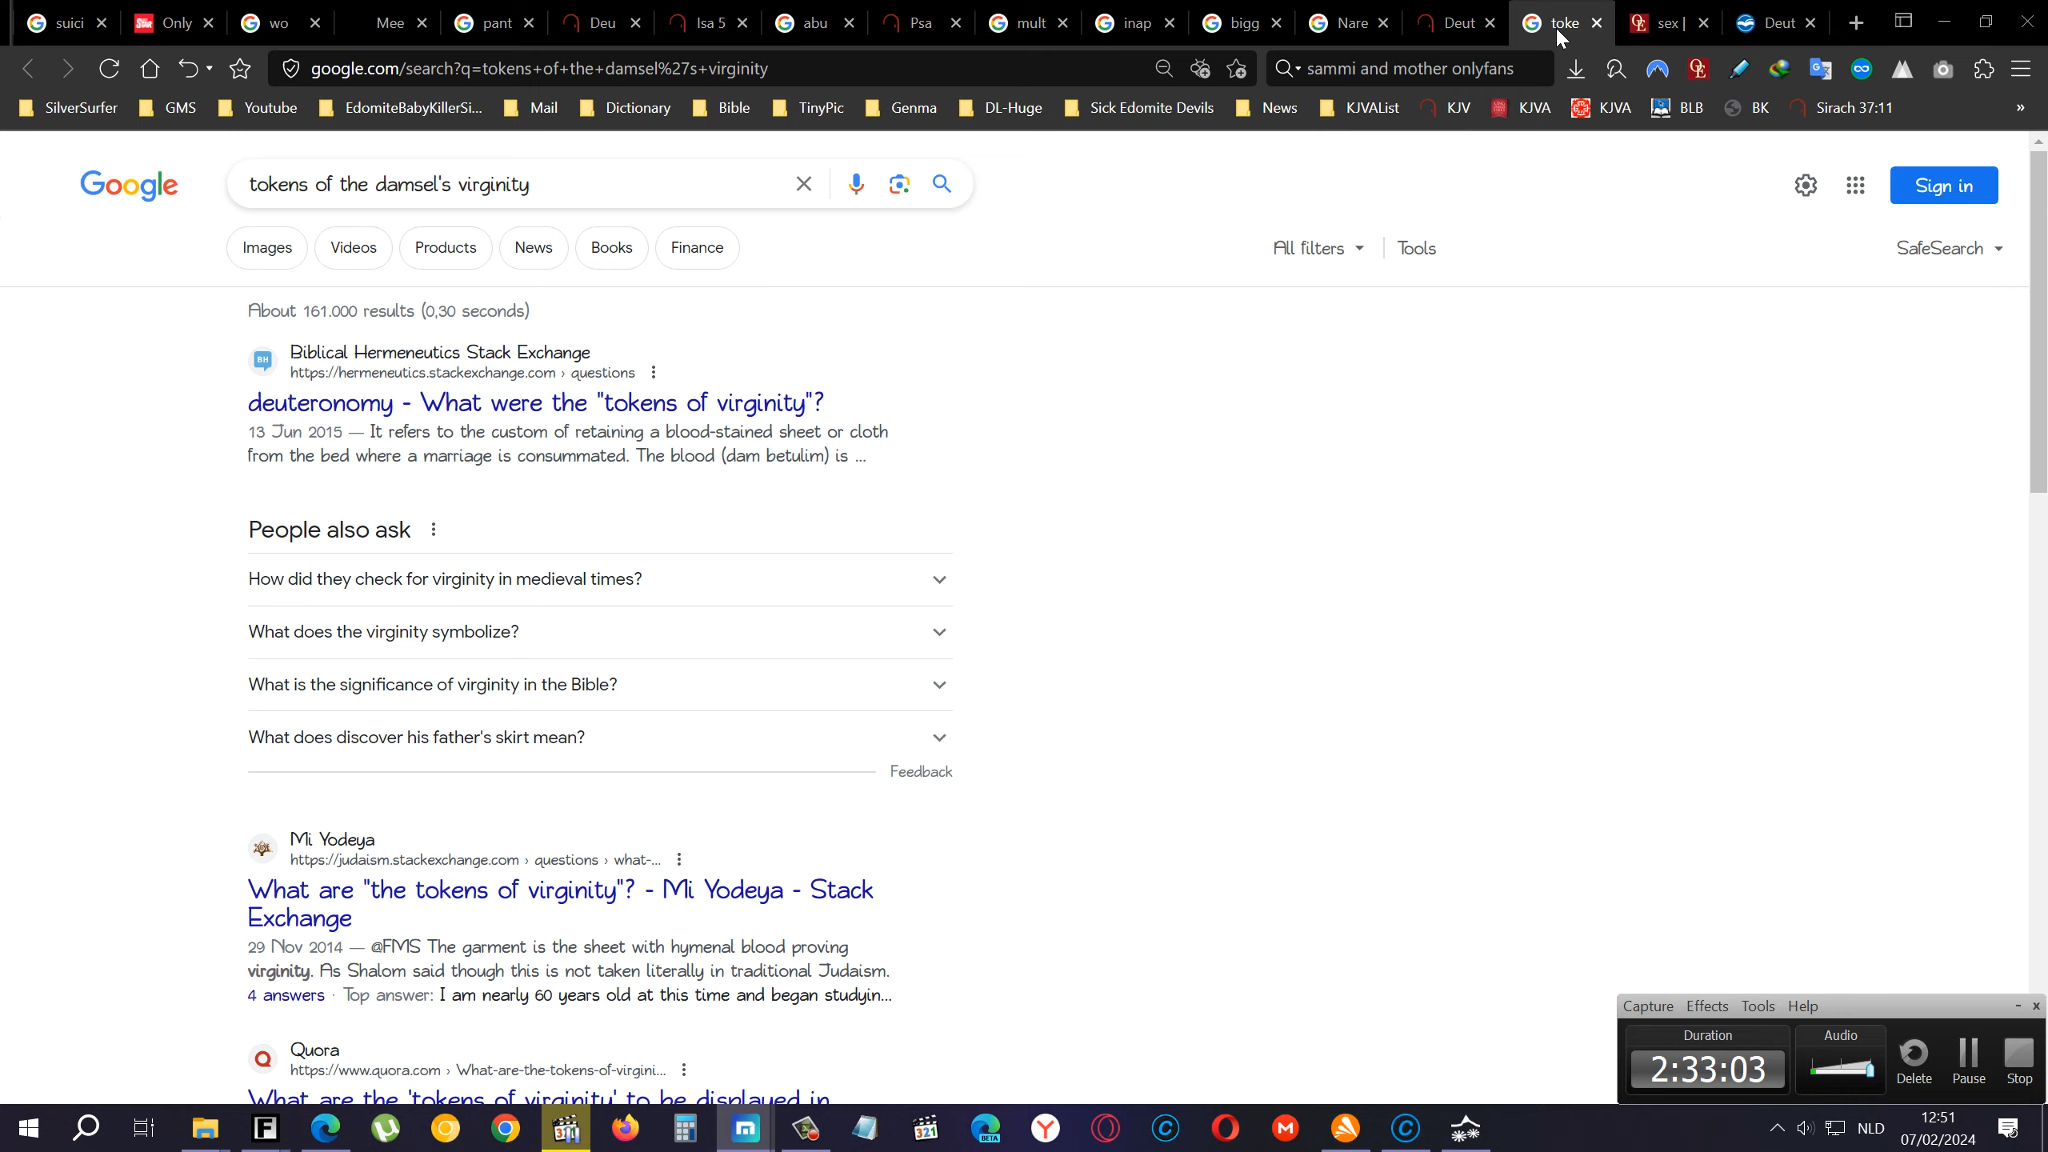 suici
Only
wo
Mee
pant
Deu
Isa 5
abu
Psa
mult
inap
bigg
Nare
Deut
toke
sex |
Deut
google.com/search?q=tokens+of+the+damsel%27s+virginity
sammi and mother onlyfans
SilverSurfer
GMS
Youtube
EdomiteBabyKillerSi...
Mail
Dictionary
Bible
TinyPic
Genma
DL-Huge
Sick Edomite Devils
News
KJVAList
KJV
KJVA
KJVA
BLB
BK
Sirach 37:11
Google
tokens of the damsel's virginity
Sign in
Images
Videos
Products
News
Books
Finance
All filters
Tools
SafeSearch
About 161.000 results (0,30 seconds)
Biblical Hermeneutics Stack Exchange
https://hermeneutics.stackexchange.com › questions
deuteronomy - What were the "tokens of virginity"?
13 Jun 2015 — It refers to the custom of retaining a blood-stained sheet or cloth
from the bed where a marriage is consummated. The blood (dam betulim) is ...
People also ask
How did they check for virginity in medieval times?
What does the virginity symbolize?
What is the significance of virginity in the Bible?
What does discover his father's skirt mean?
Feedback
Mi Yodeya
https://judaism.stackexchange.com › questions › what-...
What are "the tokens of virginity"? - Mi Yodeya - Stack
Exchange
29 Nov 2014 — @FMS The garment is the sheet with hymenal blood proving
virginity. As Shalom said though this is not taken literally in traditional Judaism.
4 answers · Top answer: I am nearly 60 years old at this time and began studyin...
Quora
https://www.quora.com › What-are-the-tokens-of-virgini...
What are the 'tokens of virginity' to be displayed in
Capture Effects Tools Help
Duration
Audio
2:33:03
Delete
Pause
Stop
NLD
12:51
07/02/2024